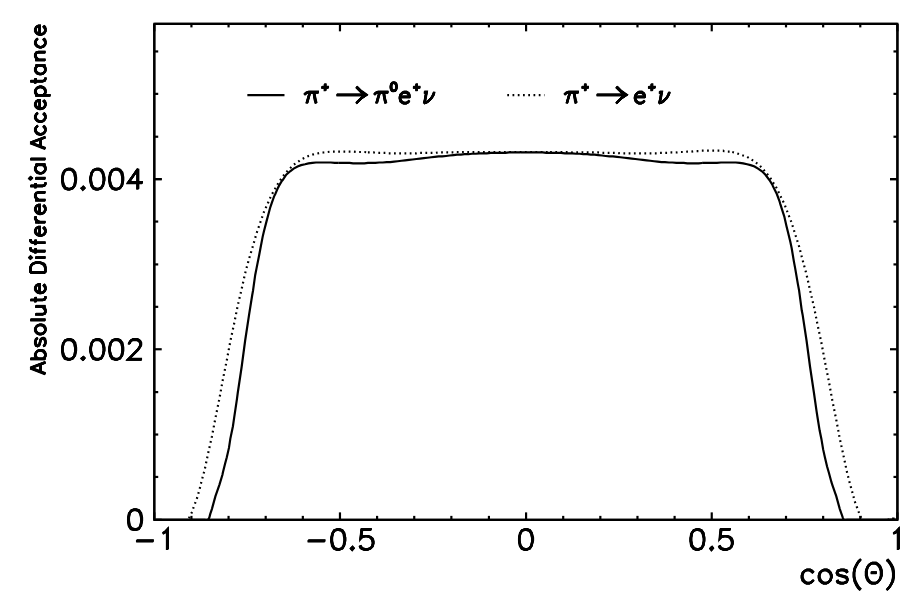 Absolute Differential Acceptance
π⁺ → π⁰e⁺ν π⁺ → e⁺ν
0.004
0.002
0
−1 −0.5 0 0.5 1
cos(Θ)